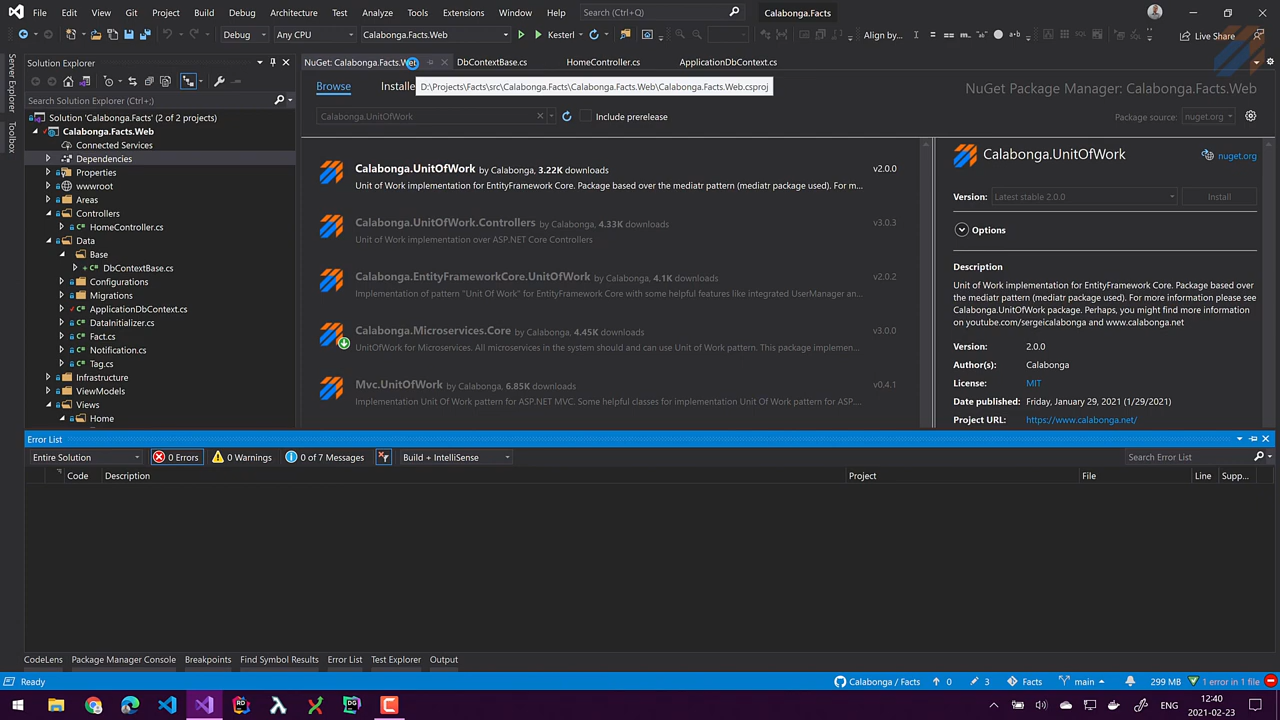 File Edit View Git Project Build Debug Architecture Test Analyze Tools Extensions Window Help Search (Ctrl+;) Calabonga.Facts
Debug Any CPU Calabonga.Facts.Web Kestrel Align by... Live Share
Server Explorer
Toolbox
Solution Explorer
Search Solution Explorer (Ctrl+;)
Solution 'Calabonga.Facts' (2 of 2 projects)
Calabonga.Facts.Web
Connected Services
Dependencies
Properties
wwwroot
Areas
Controllers
HomeController.cs
Data
Base
DbContextBase.cs
Configurations
Migrations
ApplicationDbContext.cs
DataInitializer.cs
Fact.cs
Notification.cs
Tag.cs
Infrastructure
ViewModels
Views
Home
NuGet: Calabonga.Facts.Web DbContextBase.cs HomeController.cs ApplicationDbContext.cs
Browse Installe
D:\Projects\Facts\src\Calabonga.Facts\Calabonga.Facts.Web\Calabonga.Facts.Web.csproj
NuGet Package Manager: Calabonga.Facts.Web
Calabonga.UnitOfWork Include prerelease Package source: nuget.org
Calabonga.UnitOfWork by Calabonga, 3.22K downloads v2.0.0
Unit of Work implementation for EntityFramework Core. Package based over the mediatr pattern (mediatr package used). For m...
Calabonga.UnitOfWork.Controllers by Calabonga, 4.33K downloads v3.0.3
Unit of Work implementation over ASP.NET Core Controllers
Calabonga.EntityFrameworkCore.UnitOfWork by Calabonga, 4.1K downloads v2.0.2
Implementation of pattern "Unit Of Work" for EntityFramework Core with some helpful features like integrated UserManager an...
Calabonga.Microservices.Core by Calabonga, 4.45K downloads v3.0.0
UnitOfWork for Microservices. All microservices in the system should and can use Unit of Work pattern. This package implemen...
Mvc.UnitOfWork by Calabonga, 6.85K downloads v0.4.1
Implementation Unit Of Work pattern for ASP.NET MVC. Some helpful classes for implementation Unit Of Work pattern for ASP....
Calabonga.UnitOfWork nuget.org
Version: Latest stable 2.0.0 Install
Options
Description
Unit of Work implementation for EntityFramework Core. Package based over the
mediatr pattern (mediatr package used). For more information please see
Calabonga.UnitOfWork package. Perhaps, you might find more information
on youtube.com/sergeicalabonga and www.calabonga.net
Version: 2.0.0
Author(s): Calabonga
License: MIT
Date published: Friday, January 29, 2021 (1/29/2021)
Project URL: https://www.calabonga.net/
Error List
Entire Solution 0 Errors 0 Warnings 0 of 7 Messages Build + IntelliSense Search Error List
Code Description Project File Line Supp...
CodeLens Package Manager Console Breakpoints Find Symbol Results Error List Test Explorer Output
Ready Calabonga / Facts 0 3 Facts main 299 MB 1 error in 1 file
ENG 12:40
2021-02-23